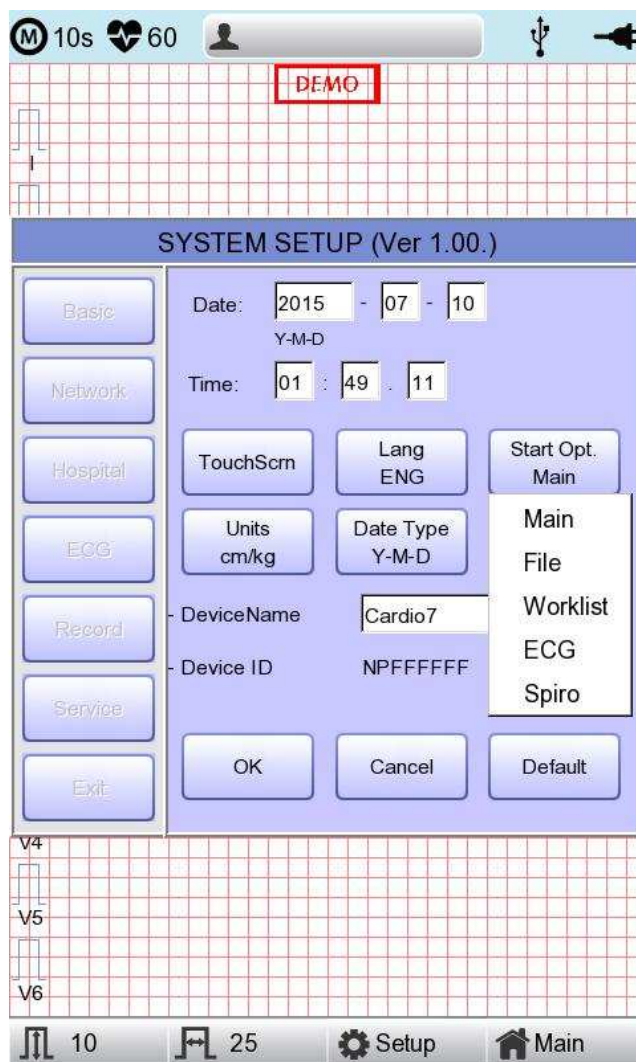 M 10s 60
DEMO
I
SYSTEM SETUP (Ver 1.00.)
Basic
Network
Hospital
ECG
Record
Service
Exit
Date: 2015 - 07 - 10
Y-M-D
Time: 01 : 49 . 11
TouchScrn
Lang
ENG
Start Opt.
Main
Units
cm/kg
Date Type
Y-M-D
Main
File
Worklist
ECG
Spiro
- DeviceName Cardio7
- Device ID NPFFFFFF
OK Cancel Default
V4
V5
V6
10 25 Setup Main